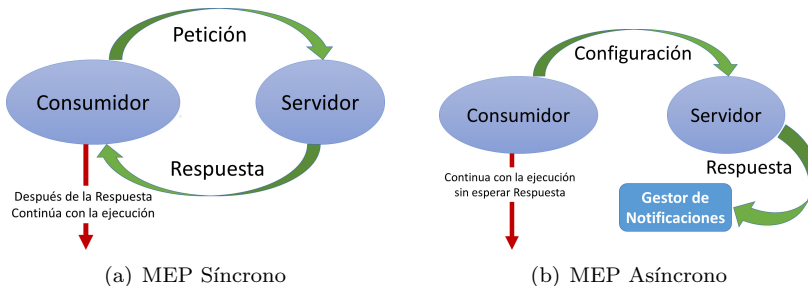 Petición
Consumidor
Servidor
Respuesta
Después de la Respuesta
Continúa con la ejecución
(a) MEP Síncrono
Configuración
Consumidor
Servidor
Continua con la ejecución
sin esperar Respuesta
Respuesta
Gestor de
Notificaciones
(b) MEP Asíncrono